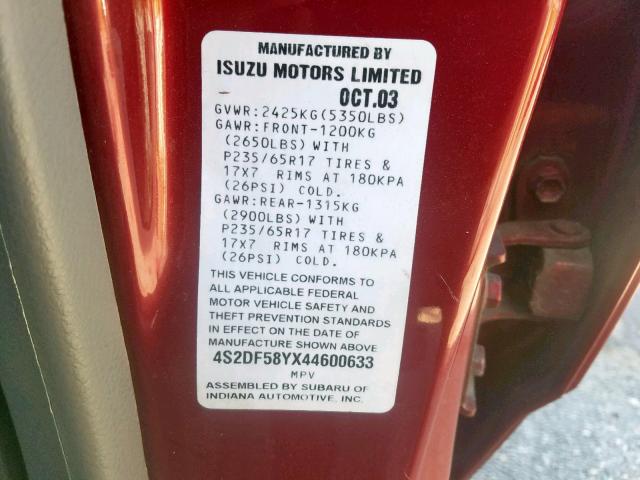 MANUFACTURED BY
ISUZU MOTORS LIMITED
OCT.03
GVWR:2425KG(5350LBS)
GAWR:FRONT-1200KG
(2650LBS) WITH
P235/65R17 TIRES &
17X7 RIMS AT 180KPA
(26PSI) COLD.
GAWR:REAR-1315KG
(2900LBS) WITH
P235/65R17 TIRES &
17X7 RIMS AT 180KPA
(26PSI) COLD.
THIS VEHICLE CONFORMS TO
ALL APPLICABLE FEDERAL
MOTOR VEHICLE SAFETY AND
THEFT PREVENTION STANDARDS
IN EFFECT ON THE DATE OF
MANUFACTURE SHOWN ABOVE
4S2DF58YX44600633
MPV
ASSEMBLED BY SUBARU OF
INDIANA AUTOMOTIVE, INC.